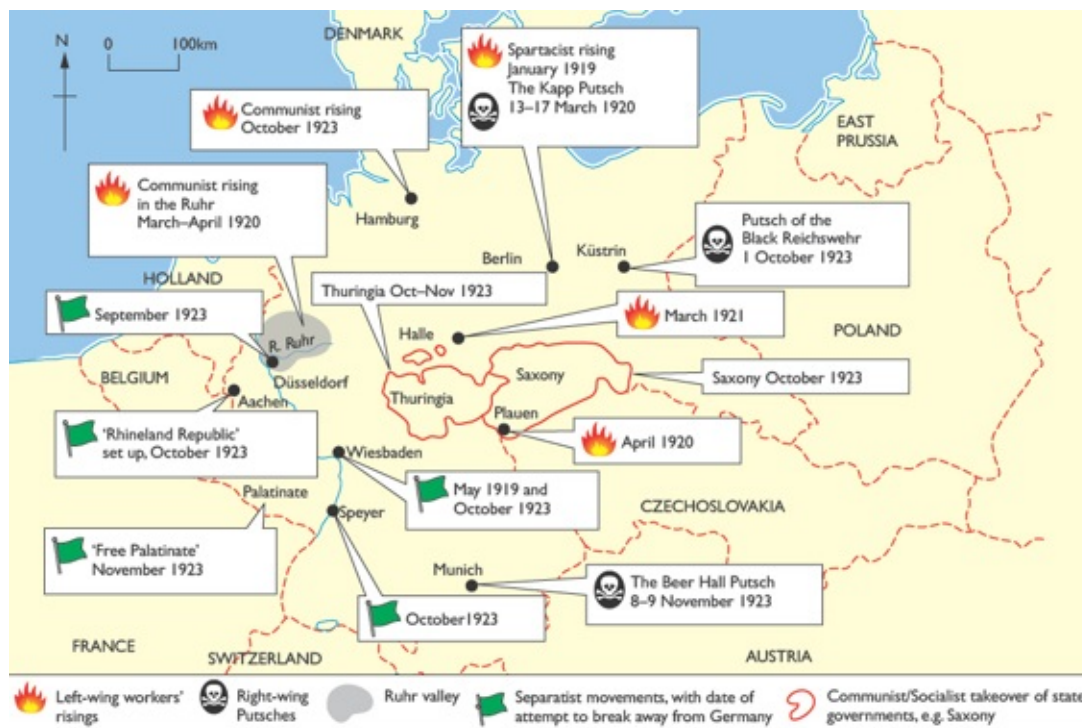 N
0 100km
DENMARK
Spartacist rising
January 1919
The Kapp Putsch
13–17 March 1920
Communist rising
October 1923
EAST
PRUSSIA
Communist rising
in the Ruhr
March–April 1920
Hamburg
Putsch of the
Black Reichswehr
1 October 1923
Berlin
Küstrin
HOLLAND
Thuringia Oct–Nov 1923
September 1923
March 1921
Halle
POLAND
R. Ruhr
BELGIUM
Düsseldorf
Saxony
Saxony October 1923
Aachen
Thuringia
Plauen
'Rhineland Republic'
set up, October 1923
April 1920
Wiesbaden
Palatinate
May 1919 and
October 1923
CZECHOSLOVAKIA
Speyer
'Free Palatinate'
November 1923
Munich
The Beer Hall Putsch
8–9 November 1923
October1923
FRANCE
SWITZERLAND
AUSTRIA
Left-wing workers'
risings
Right-wing
Putsches
Ruhr valley
Separatist movements, with date of
attempt to break away from Germany
Communist/Socialist takeover of state
governments, e.g. Saxony